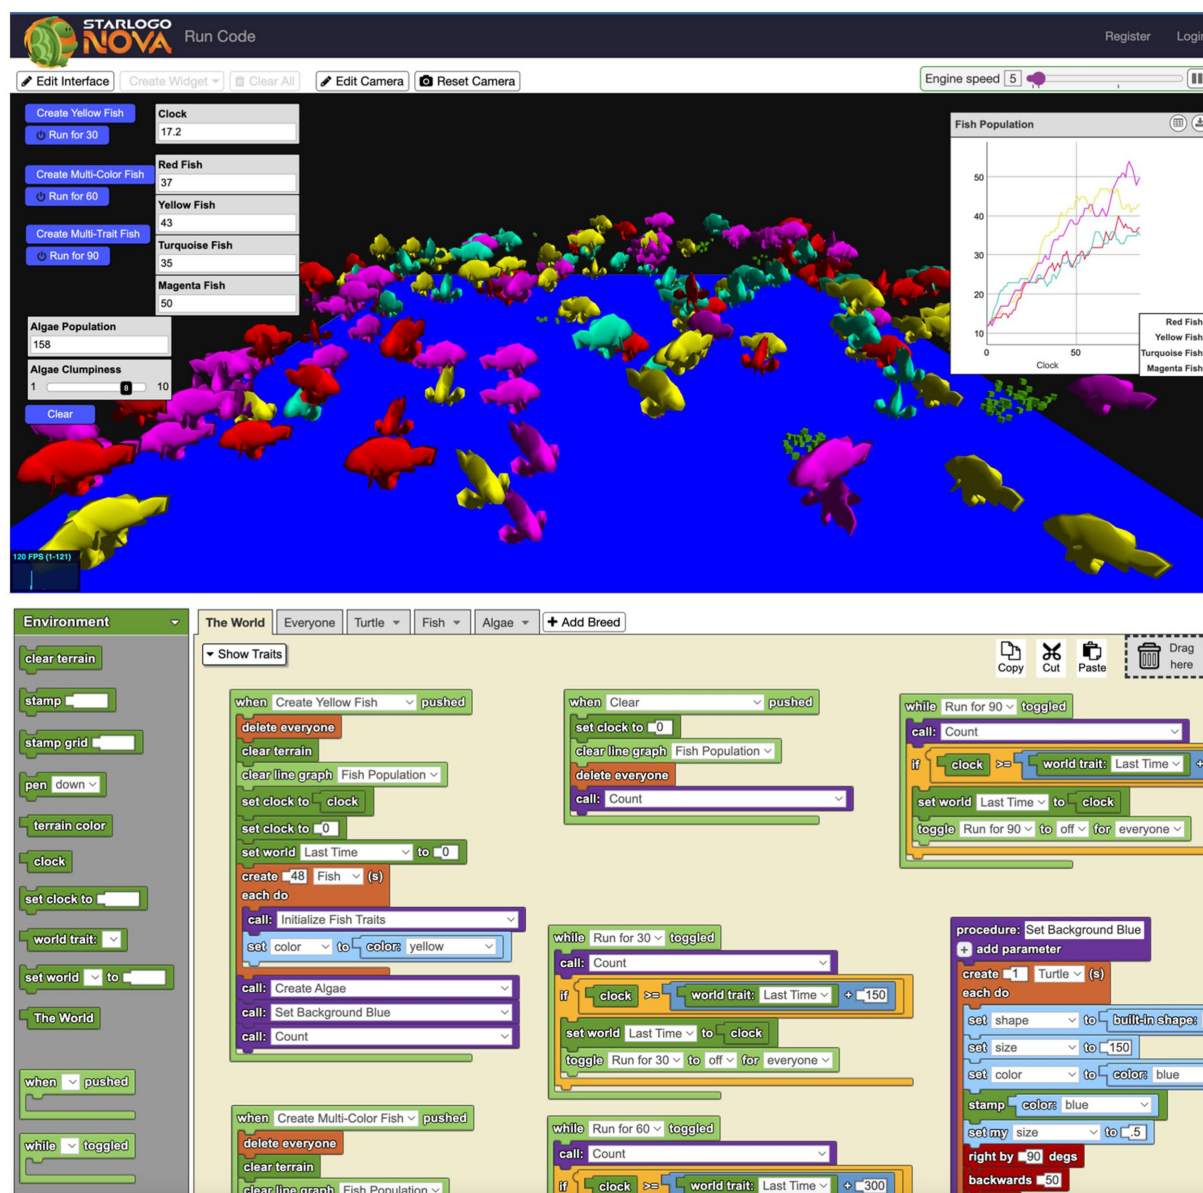 STARLOGO
NOVA
Run Code
Register
Login
Edit Interface
Create Widget
Clear All
Edit Camera
Reset Camera
Engine speed 5
Create Yellow Fish
Run for 30
Create Multi-Color Fish
Run for 60
Create Multi-Trait Fish
Run for 90
Clock
17.2
Red Fish
37
Yellow Fish
43
Turquoise Fish
35
Magenta Fish
50
Algae Population
158
Algae Clumpiness
1 8 10
Clear
120 FPS (1-121)
Fish Population
50
40
30
20
10
0 50
Clock
Red Fish
Yellow Fish
Turquoise Fish
Magenta Fish
Environment
clear terrain
stamp
stamp grid
pen down
terrain color
clock
set clock to
world trait:
set world to
The World
when pushed
while toggled
The World
Everyone
Turtle
Fish
Algae
+ Add Breed
Show Traits
Copy
Cut
Paste
Drag
here
when Create Yellow Fish pushed
delete everyone
clear terrain
clear line graph Fish Population
set clock to clock
set clock to 0
set world Last Time to 0
create 48 Fish (s)
each do
call: Initialize Fish Traits
set color to color: yellow
call: Create Algae
call: Set Background Blue
call: Count
when Create Multi-Color Fish pushed
delete everyone
clear terrain
clear line graph Fish Population
when Clear pushed
set clock to 0
clear line graph Fish Population
delete everyone
call: Count
while Run for 30 toggled
call: Count
if clock >= world trait: Last Time + 150
set world Last Time to clock
toggle Run for 30 to off for everyone
while Run for 60 toggled
call: Count
if clock >= world trait: Last Time + 300
while Run for 90 toggled
call: Count
if clock >= world trait: Last Time +
set world Last Time to clock
toggle Run for 90 to off for everyone
procedure: Set Background Blue
+ add parameter
create 1 Turtle (s)
each do
set shape to built-in shape:
set size to 150
set color to color: blue
stamp color: blue
set my size to .5
right by 90 degs
backwards 50